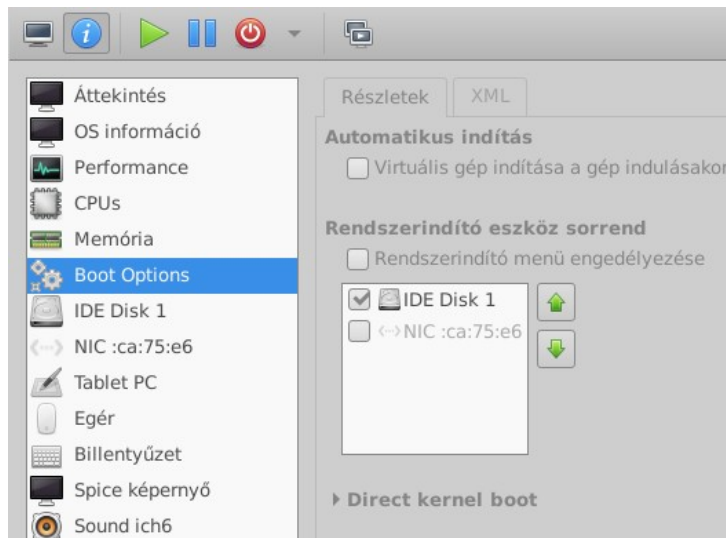 Áttekintés
OS információ
Performance
CPUs
Memória
Boot Options
IDE Disk 1
NIC :ca:75:e6
Tablet PC
Egér
Billentyűzet
Spice képernyő
Sound ich6
Részletek XML
Automatikus indítás
Virtuális gép indítása a gép indulásakor
Rendszerindító eszköz sorrend
Rendszerindító menü engedélyezése
IDE Disk 1
NIC :ca:75:e6
Direct kernel boot